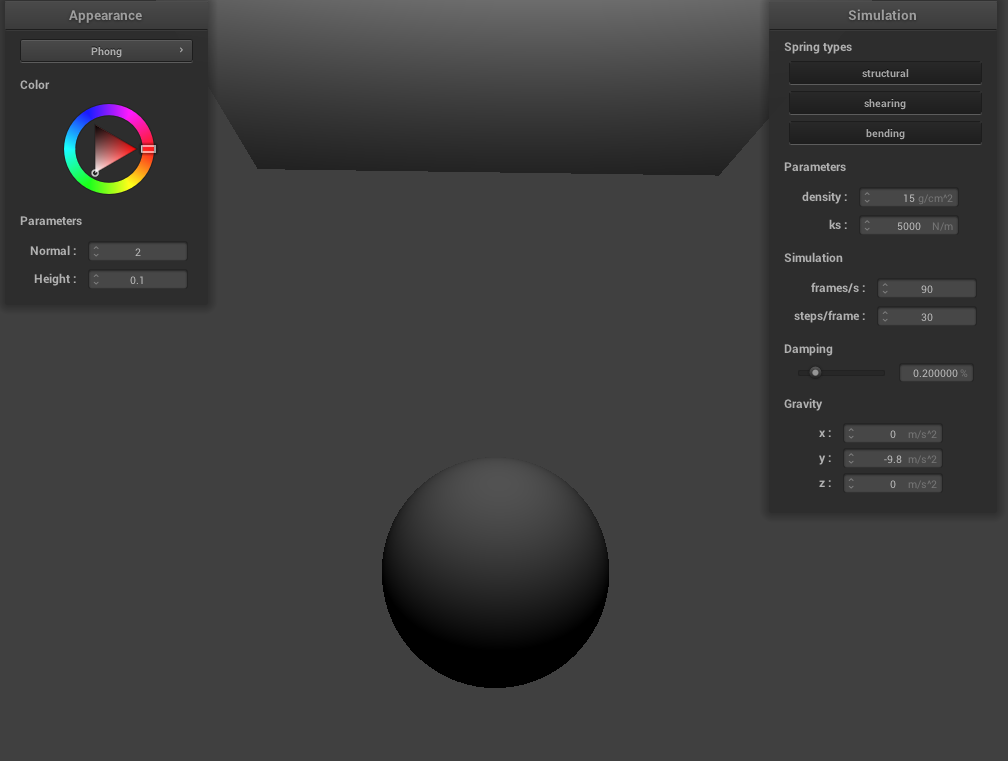 Appearance
Phong
Color
Parameters
Normal : 2
Height : 0.1
Simulation
Spring types
structural
shearing
bending
Parameters
density : 15 g/cm^2
ks : 5000 N/m
Simulation
frames/s : 90
steps/frame : 30
Damping
0.200000 %
Gravity
x : 0 m/s^2
y : -9.8 m/s^2
z : 0 m/s^2